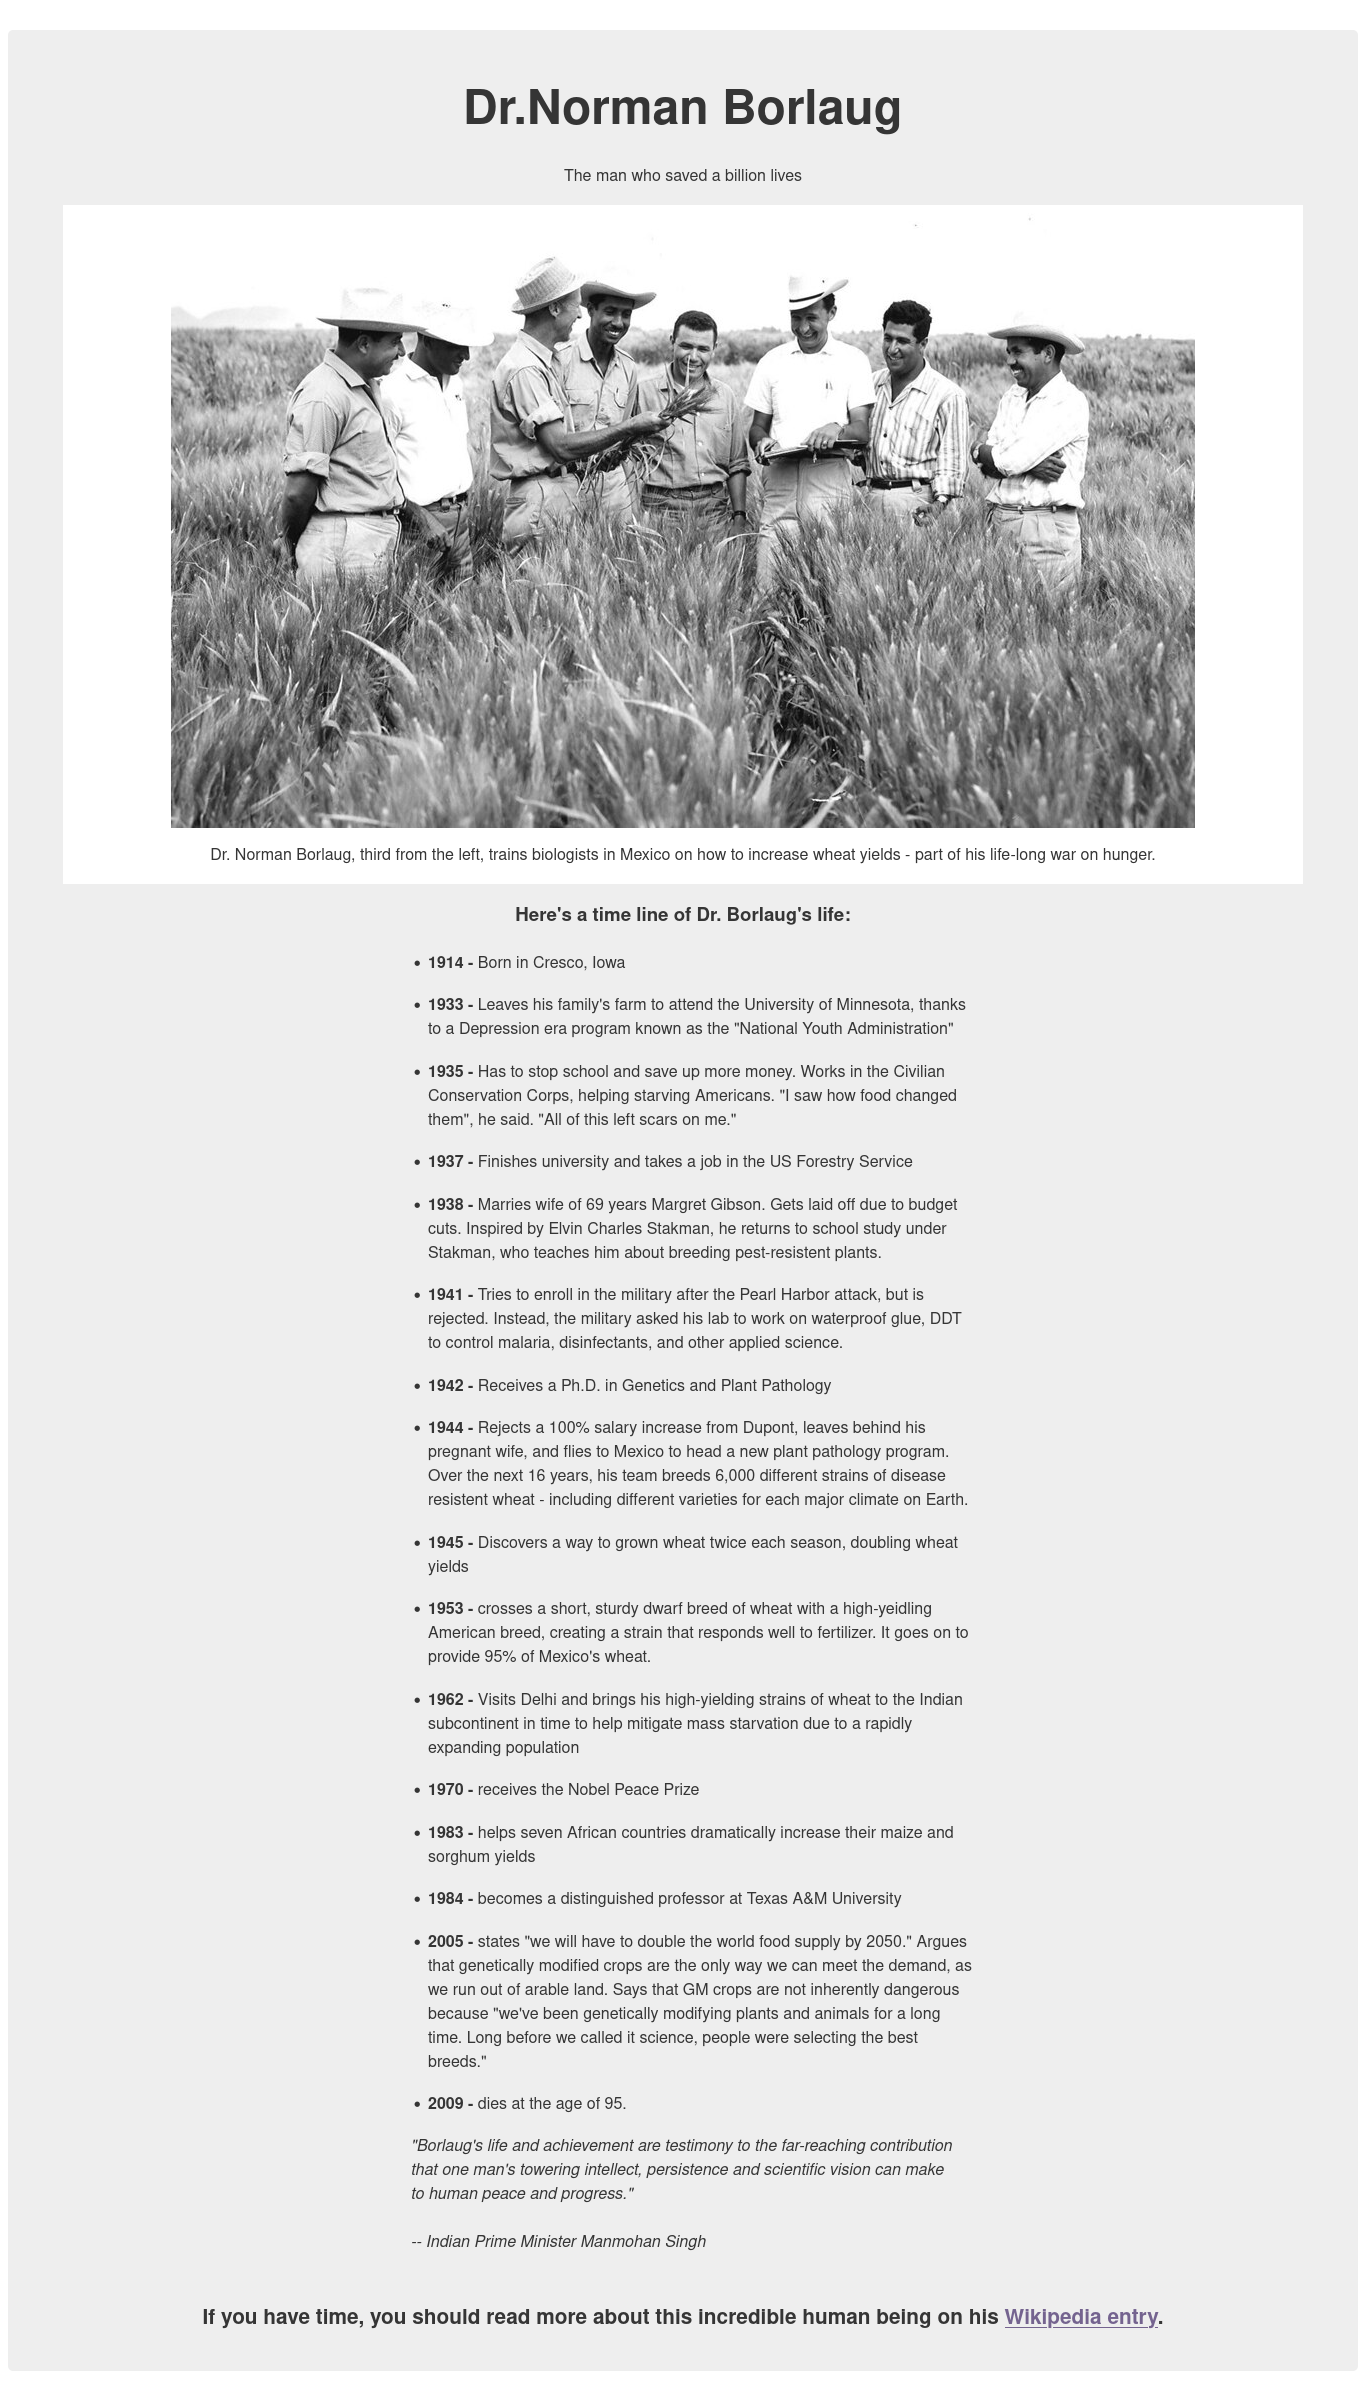 Dr.Norman Borlaug
The man who saved a billion lives
Dr. Norman Borlaug, third from the left, trains biologists in Mexico on how to increase wheat yields - part of his life-long war on hunger.
Here's a time line of Dr. Borlaug's life:
• 1914 - Born in Cresco, Iowa
• 1933 - Leaves his family's farm to attend the University of Minnesota, thanks
to a Depression era program known as the "National Youth Administration"
• 1935 - Has to stop school and save up more money. Works in the Civilian
Conservation Corps, helping starving Americans. "I saw how food changed
them", he said. "All of this left scars on me."
• 1937 - Finishes university and takes a job in the US Forestry Service
• 1938 - Marries wife of 69 years Margret Gibson. Gets laid off due to budget
cuts. Inspired by Elvin Charles Stakman, he returns to school study under
Stakman, who teaches him about breeding pest-resistent plants.
• 1941 - Tries to enroll in the military after the Pearl Harbor attack, but is
rejected. Instead, the military asked his lab to work on waterproof glue, DDT
to control malaria, disinfectants, and other applied science.
• 1942 - Receives a Ph.D. in Genetics and Plant Pathology
• 1944 - Rejects a 100% salary increase from Dupont, leaves behind his
pregnant wife, and flies to Mexico to head a new plant pathology program.
Over the next 16 years, his team breeds 6,000 different strains of disease
resistent wheat - including different varieties for each major climate on Earth.
• 1945 - Discovers a way to grown wheat twice each season, doubling wheat
yields
• 1953 - crosses a short, sturdy dwarf breed of wheat with a high-yeidling
American breed, creating a strain that responds well to fertilizer. It goes on to
provide 95% of Mexico's wheat.
• 1962 - Visits Delhi and brings his high-yielding strains of wheat to the Indian
subcontinent in time to help mitigate mass starvation due to a rapidly
expanding population
• 1970 - receives the Nobel Peace Prize
• 1983 - helps seven African countries dramatically increase their maize and
sorghum yields
• 1984 - becomes a distinguished professor at Texas A&M University
• 2005 - states "we will have to double the world food supply by 2050." Argues
that genetically modified crops are the only way we can meet the demand, as
we run out of arable land. Says that GM crops are not inherently dangerous
because "we've been genetically modifying plants and animals for a long
time. Long before we called it science, people were selecting the best
breeds."
• 2009 - dies at the age of 95.
"Borlaug's life and achievement are testimony to the far-reaching contribution
that one man's towering intellect, persistence and scientific vision can make
to human peace and progress."
-- Indian Prime Minister Manmohan Singh
If you have time, you should read more about this incredible human being on his Wikipedia entry.